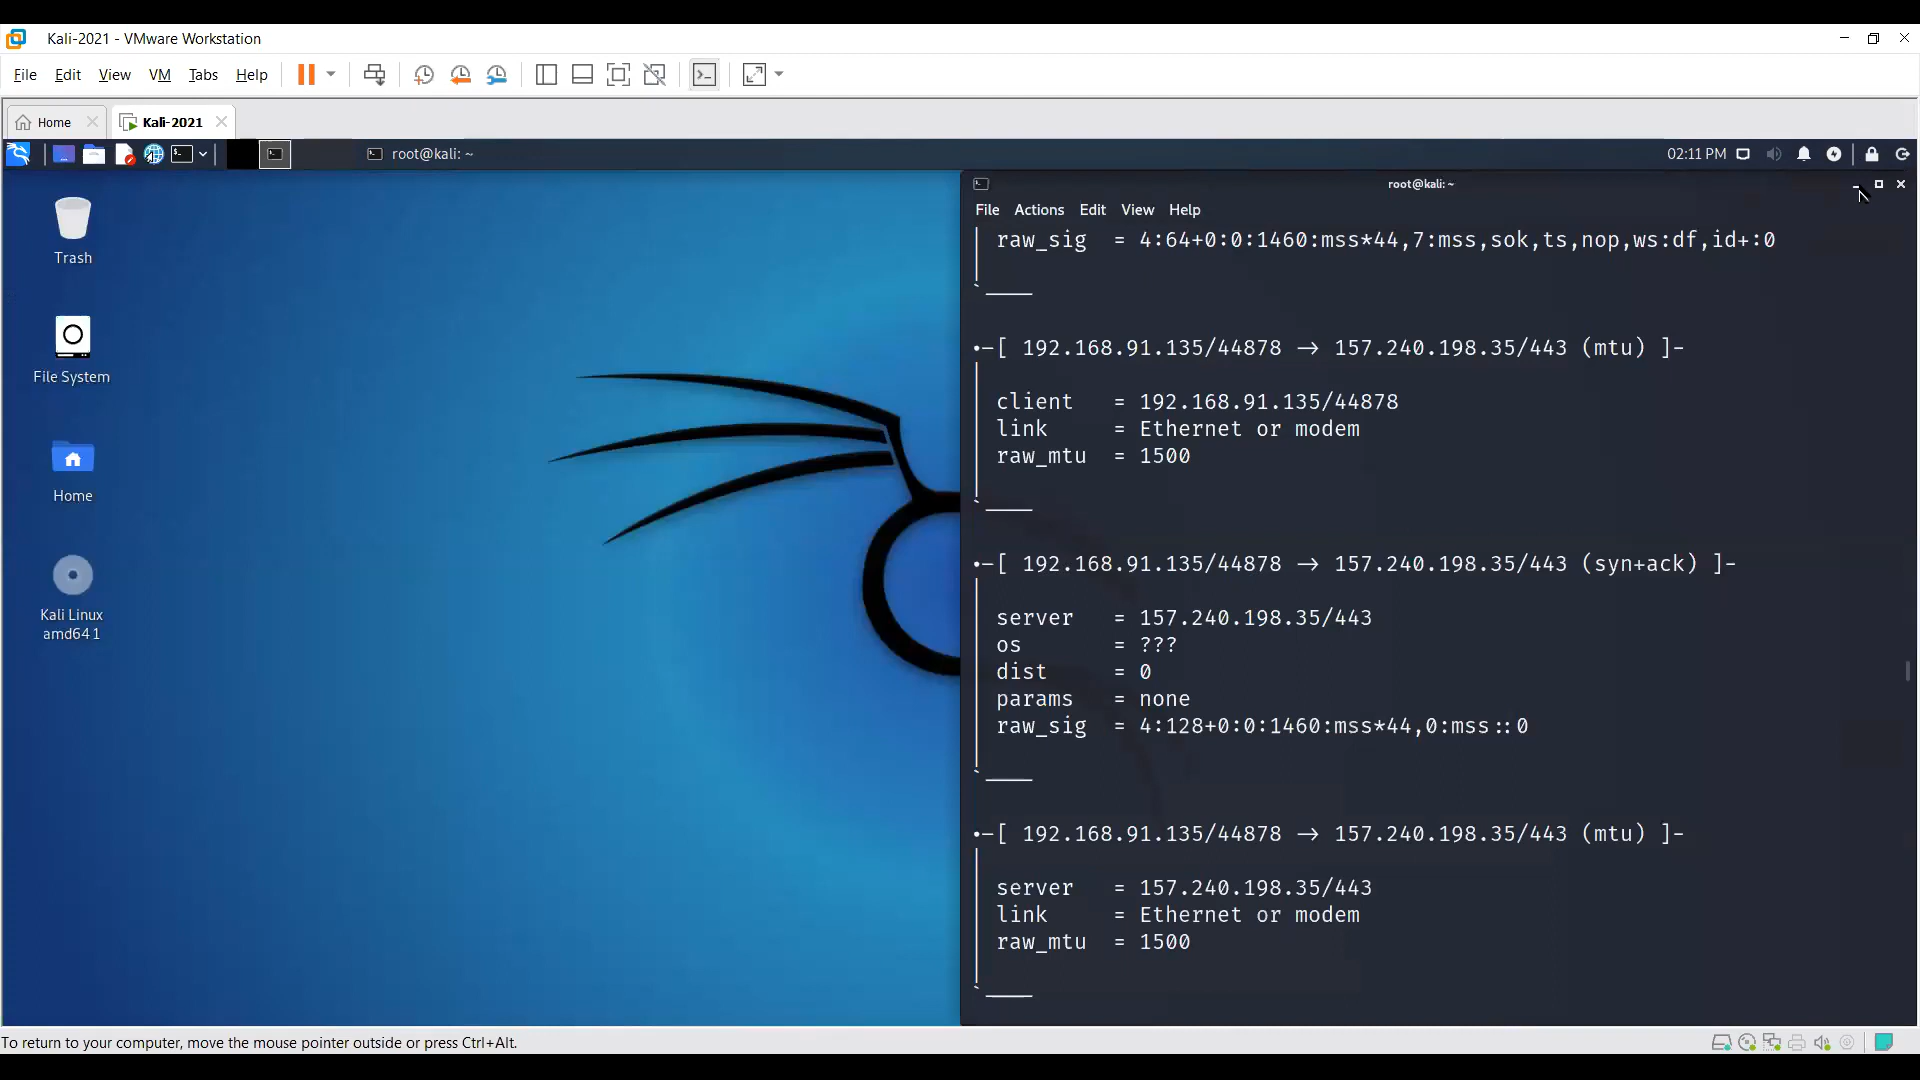 Kali-2021 - VMware Workstation
File Edit View VM Tabs Help
Home
Kali-2021
root@kali: ~
02:11 PM
Trash
File System
Home
Kali Linux
amd64 1
root@kali: ~
File Actions Edit View Help
| raw_sig = 4:64+0:0:1460:mss*44,7:mss,sok,ts,nop,ws:df,id+:0
|
`____
.-[ 192.168.91.135/44878 -> 157.240.198.35/443 (mtu) ]-
|
| client = 192.168.91.135/44878
| link = Ethernet or modem
| raw_mtu = 1500
|
`____
.-[ 192.168.91.135/44878 -> 157.240.198.35/443 (syn+ack) ]-
|
| server = 157.240.198.35/443
| os = ???
| dist = 0
| params = none
| raw_sig = 4:128+0:0:1460:mss*44,0:mss::0
|
`____
.-[ 192.168.91.135/44878 -> 157.240.198.35/443 (mtu) ]-
|
| server = 157.240.198.35/443
| link = Ethernet or modem
| raw_mtu = 1500
|
`____
To return to your computer, move the mouse pointer outside or press Ctrl+Alt.